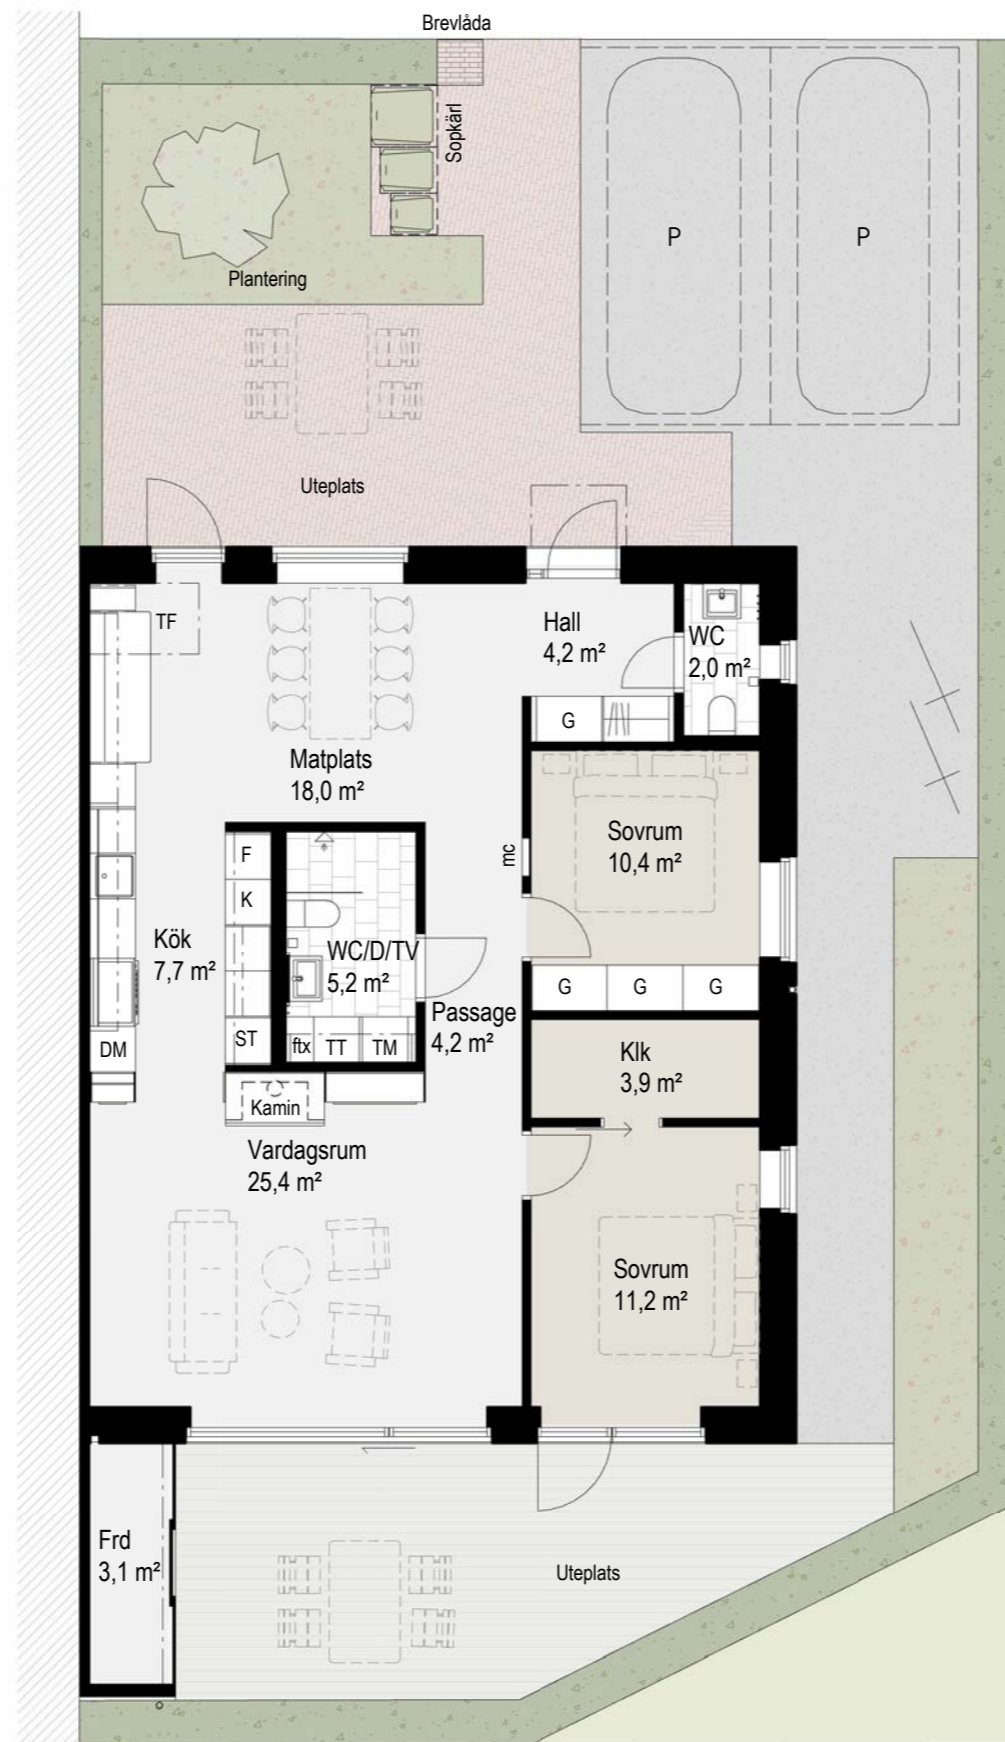 Brevlåda
Sopkärl
P
P
Plantering
Uteplats
TF
Hall
4,2 m²
WC
2,0 m²
G
Matplats
18,0 m²
mc
Sovrum
10,4 m²
F
K
Kök
7,7 m²
WC/D/TV
5,2 m²
G
G
G
Passage
4,2 m²
DM
ST
ftx
TT
TM
Klk
3,9 m²
Kamin
Vardagsrum
25,4 m²
Sovrum
11,2 m²
Frd
3,1 m²
Uteplats